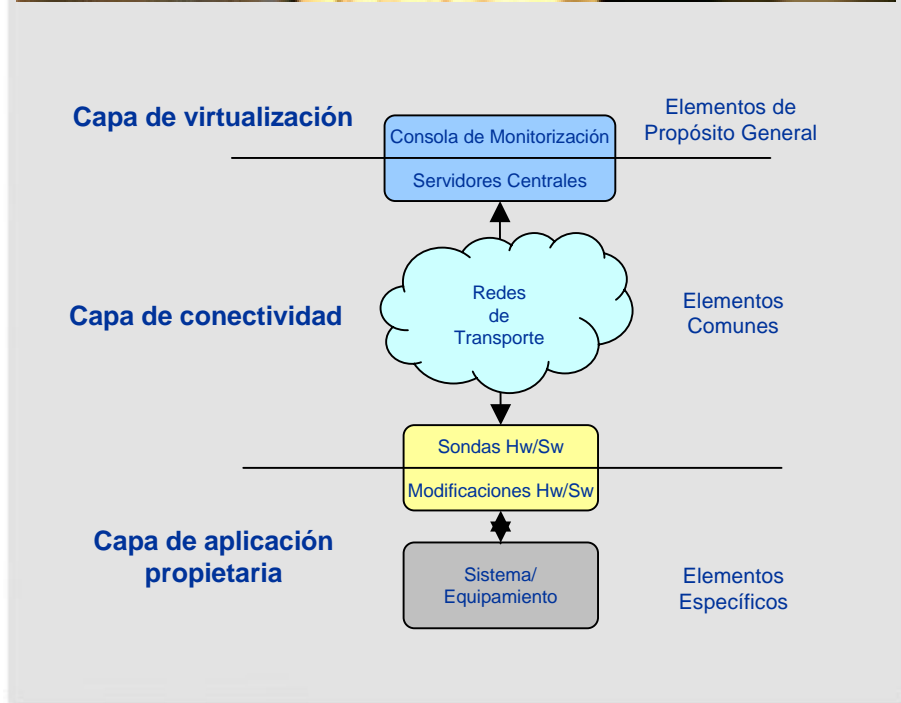 Capa de virtualización
Elementos de
Propósito General
Consola de Monitorización
Servidores Centrales
Capa de conectividad
Redes
de
Transporte
Elementos
Comunes
Sondas Hw/Sw
Modificaciones Hw/Sw
Capa de aplicación
propietaria
Sistema/
Equipamiento
Elementos
Específicos